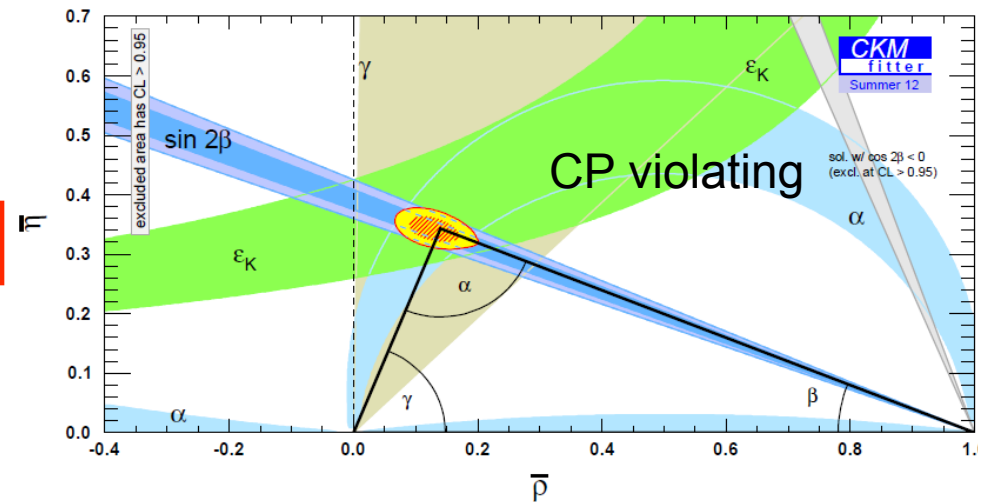 0.7
0.6
0.5
0.4
0.3
0.2
0.1
0.0
η̄
excluded area has CL > 0.95
γ
sin 2β
ε_K
ε_K
CKM
fitter
Summer 12
CP violating
sol. w/ cos 2β < 0
(excl. at CL > 0.95)
α
α
α
γ
β
-0.4 -0.2 0.0 0.2 0.4 0.6 0.8 1.
ρ̄